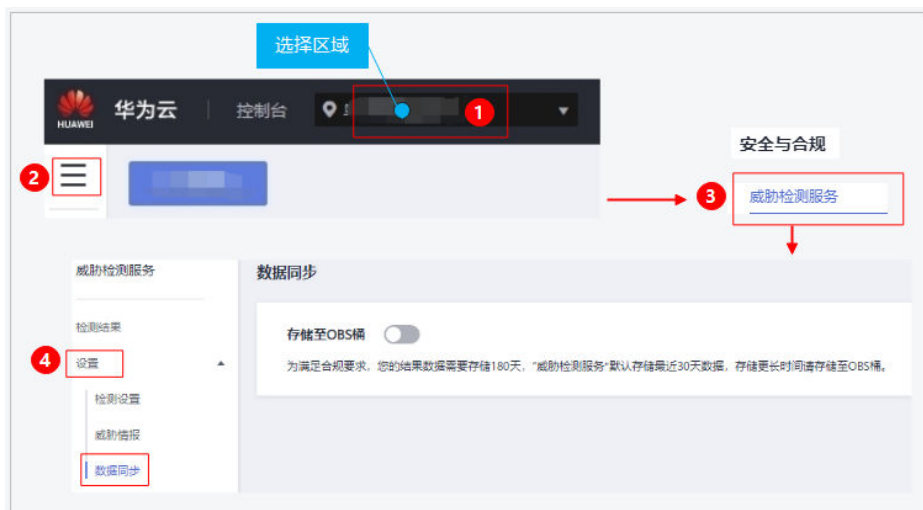 选择区域
HUAWEI
华为云
控制台
1
安全与合规
2
3
威胁检测服务
威胁检测服务
数据同步
检测结果
存储至OBS桶
4
设置
为满足合规要求，您的结果数据需要存储180天，"威胁检测服务"默认存储最近30天数据，存储更长时间请存储至OBS桶。
检测设置
威胁情报
数据同步